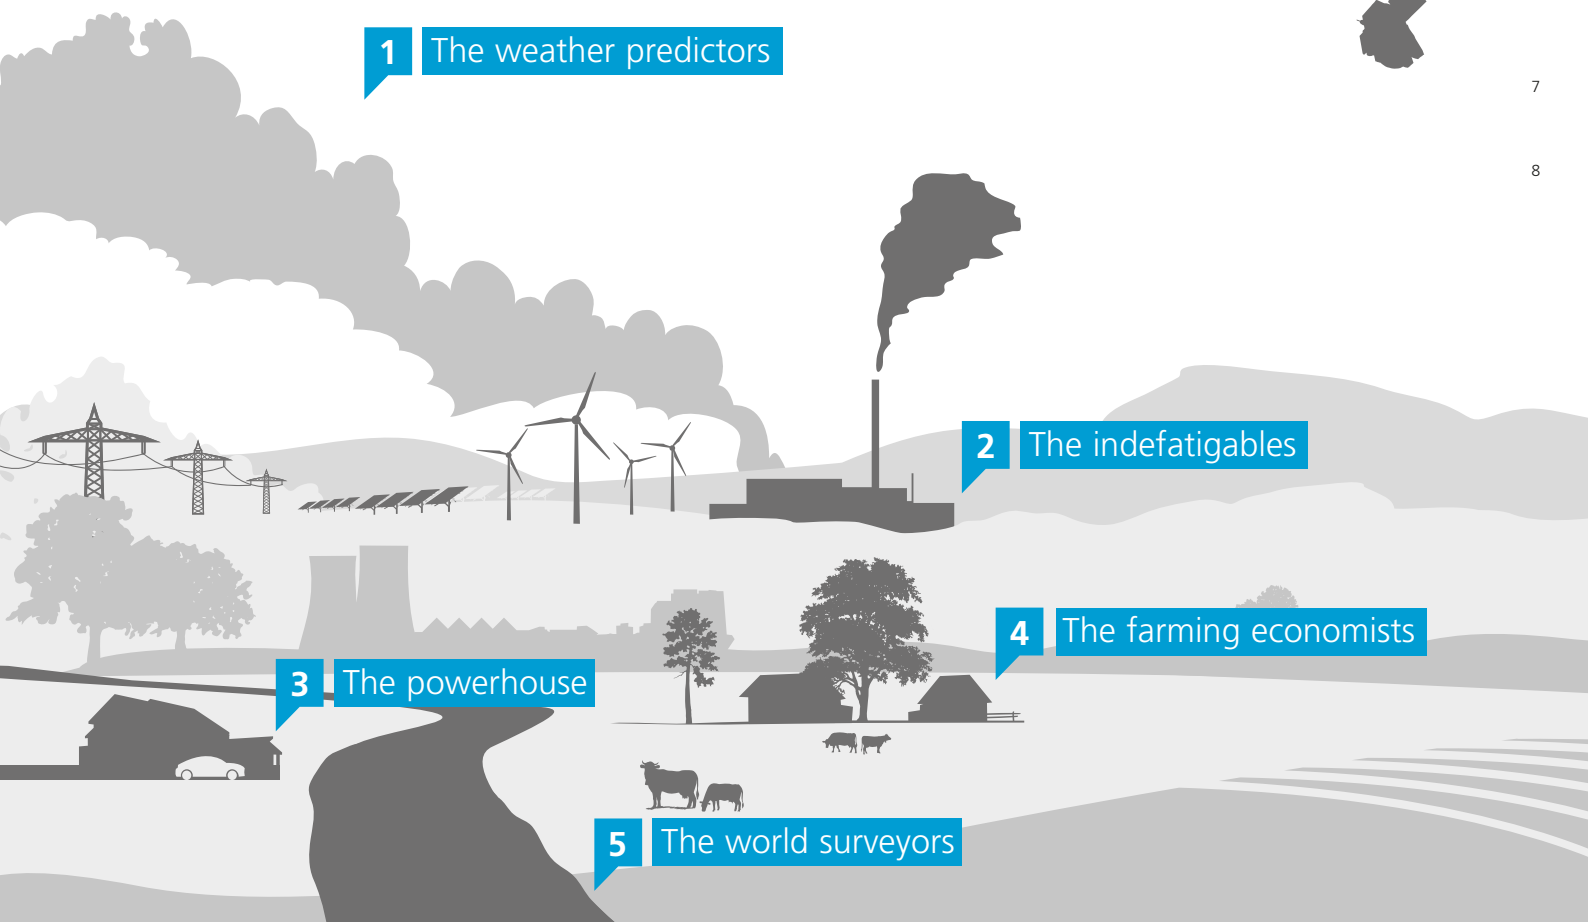 1 The weather predictors
7
8
2 The indefatigables
4 The farming economists
3 The powerhouse
5 The world surveyors